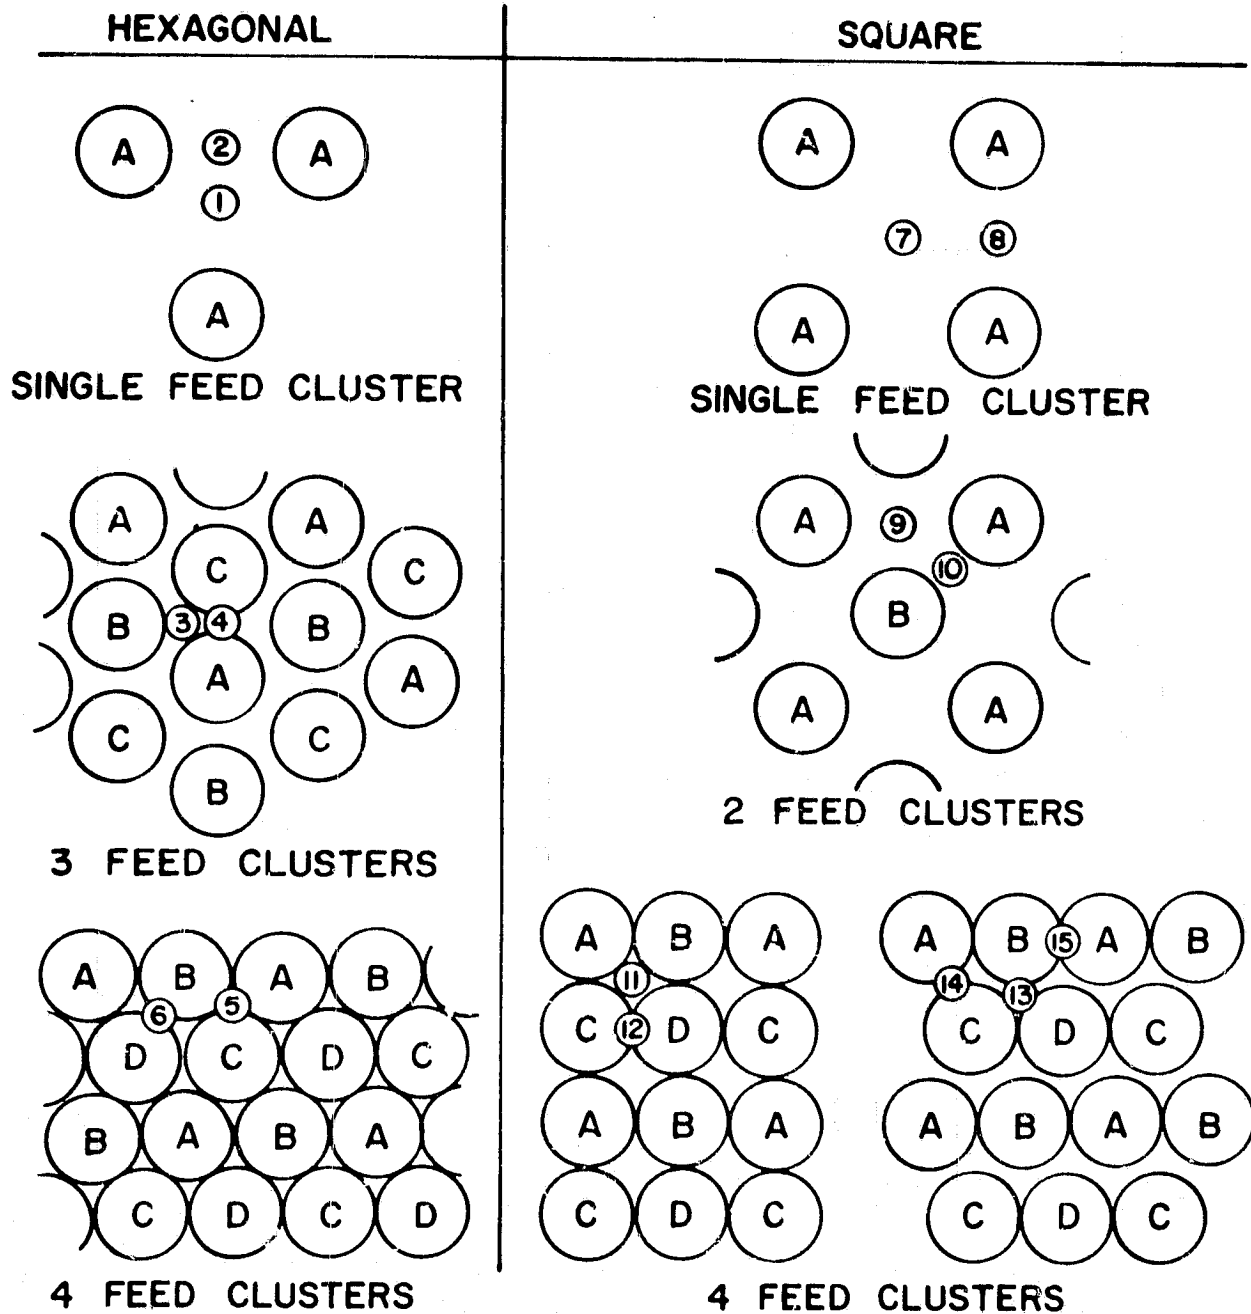 HEXAGONAL
A 2 A
1
A
SINGLE FEED CLUSTER
A A
C C
B 3 4 B
A A
C C
B
3 FEED CLUSTERS
A B A B
6 5
D C D C
B A B A
C D C D
4 FEED CLUSTERS
SQUARE
A A
7 8
A A
SINGLE FEED CLUSTER
A 9 A
10
B
A A
2 FEED CLUSTERS
A B A
11
C 12 D C
A B A
C D C
A B 15 A B
14 13
C D C
A B A B
C D C
4 FEED CLUSTERS